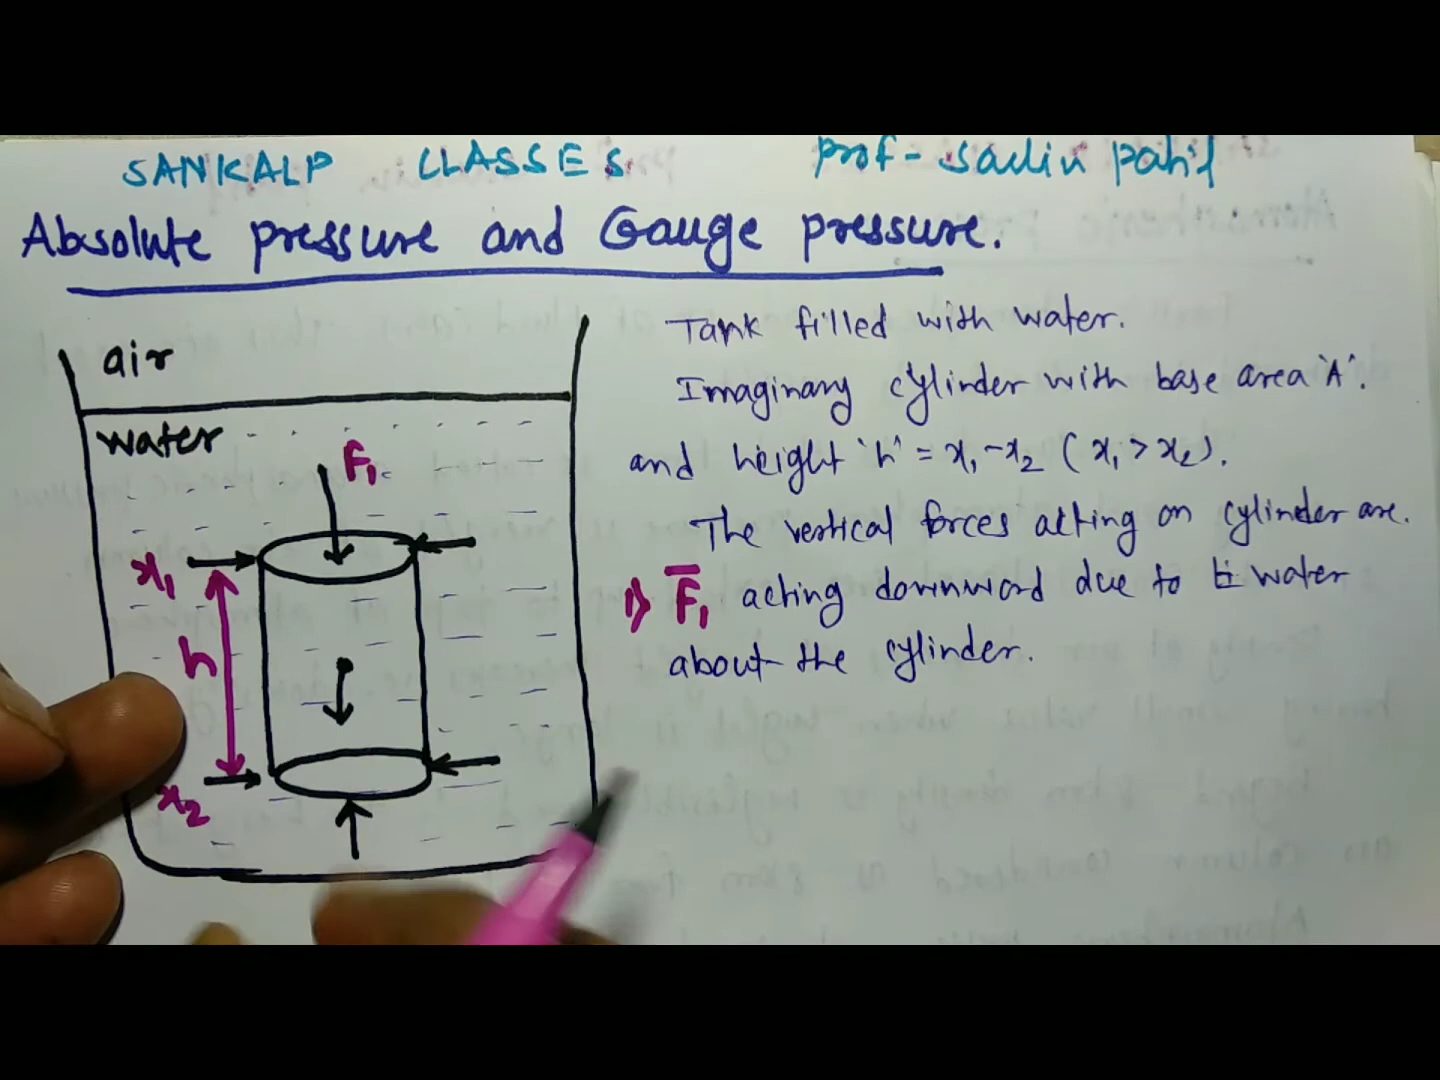 SANKALP CLASSES
prof - Sachin patil
Absolute pressure and Gauge pressure.
air
water
F₁
x₁
h
x₂
Tank filled with water.
Imaginary cylinder with base area 'A'.
and height 'h' = x₁-x₂ (x₁ > x₂).
The vertical forces acting on cylinder are.
1) F̅₁ acting downward due to water
about the cylinder.